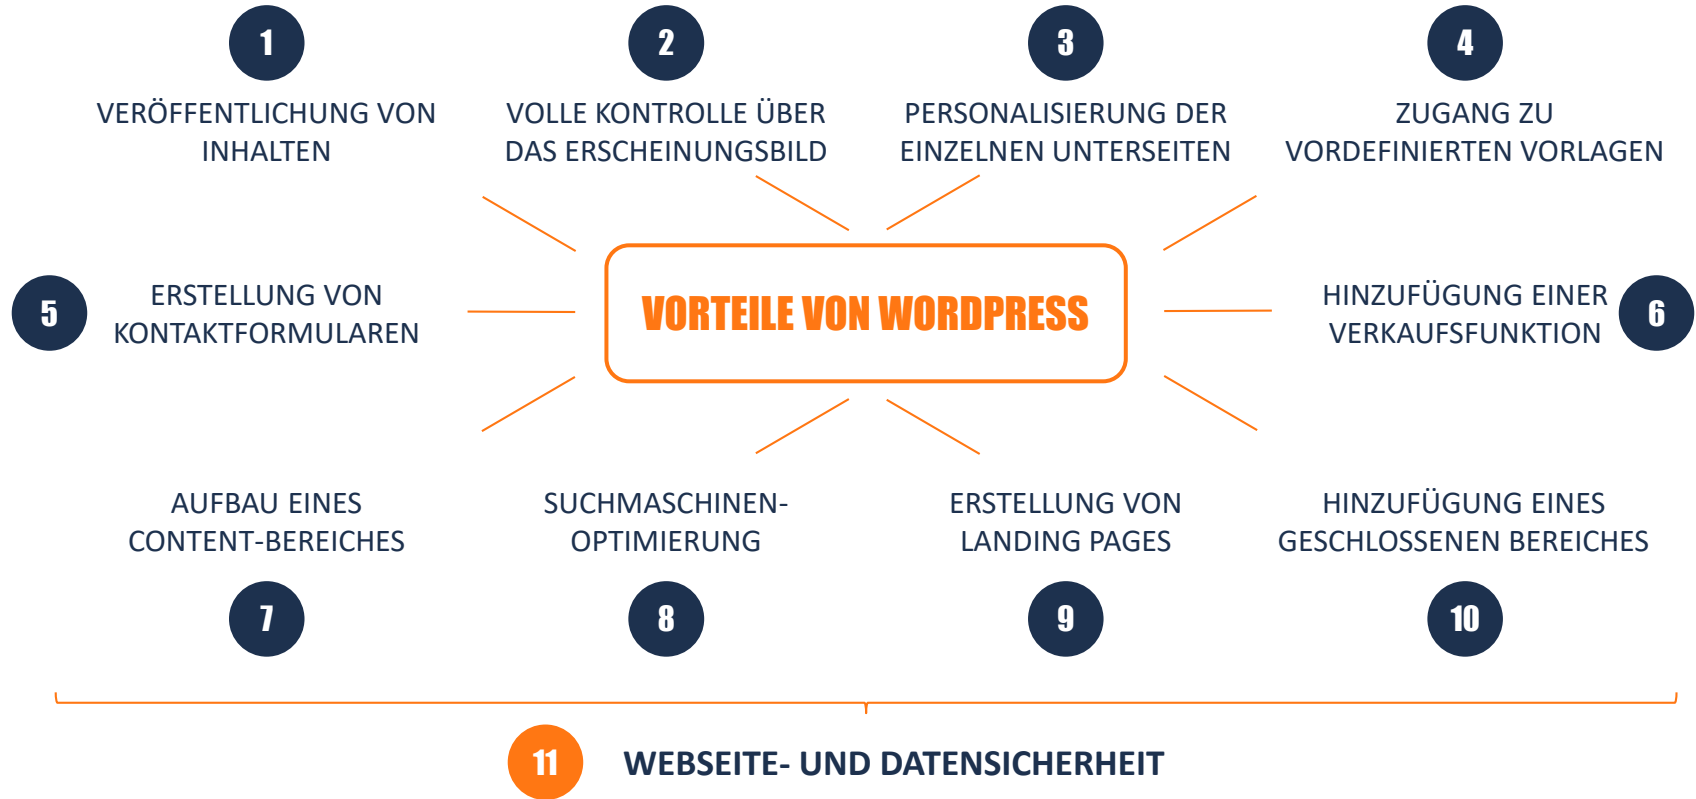 1
VERÖFFENTLICHUNG VON
INHALTEN
2
VOLLE KONTROLLE ÜBER
DAS ERSCHEINUNGSBILD
3
PERSONALISIERUNG DER
EINZELNEN UNTERSEITEN
4
ZUGANG ZU
VORDEFINIERTEN VORLAGEN
5
ERSTELLUNG VON
KONTAKTFORMULAREN
VORTEILE VON WORDPRESS
HINZUFÜGUNG EINER
VERKAUFSFUNKTION
6
AUFBAU EINES
CONTENT-BEREICHES
7
SUCHMASCHINEN-
OPTIMIERUNG
8
ERSTELLUNG VON
LANDING PAGES
9
HINZUFÜGUNG EINES
GESCHLOSSENEN BEREICHES
10
11
WEBSEITE- UND DATENSICHERHEIT